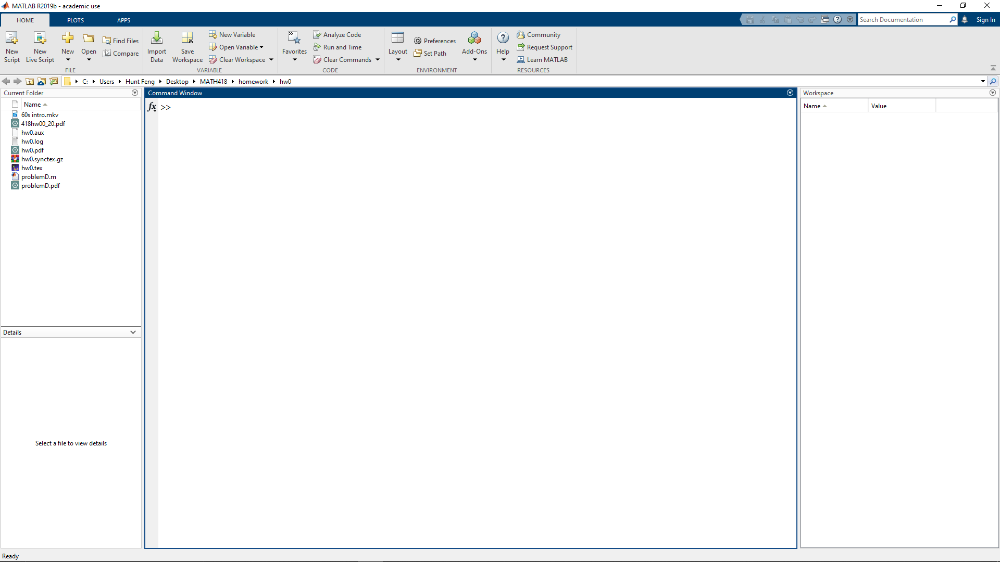 MATLAB R2019b - academic use
HOME PLOTS APPS
Search Documentation
Sign In
New Script
New Live Script
New
Open
Find Files
Compare
FILE
Import Data
Save Workspace
New Variable
Open Variable
Clear Workspace
VARIABLE
Favorites
Analyze Code
Run and Time
Clear Commands
CODE
Layout
Preferences
Set Path
Add-Ons
ENVIRONMENT
Help
Community
Request Support
Learn MATLAB
RESOURCES
C: Users Hunt Feng Desktop MATH418 homework hw0
Current Folder
Name
60s intro.mkv
418hw00_20.pdf
hw0.aux
hw0.log
hw0.pdf
hw0.synctex.gz
hw0.tex
problemD.m
problemD.pdf
Details
Select a file to view details
Command Window
fx >>
Workspace
Name Value
Ready